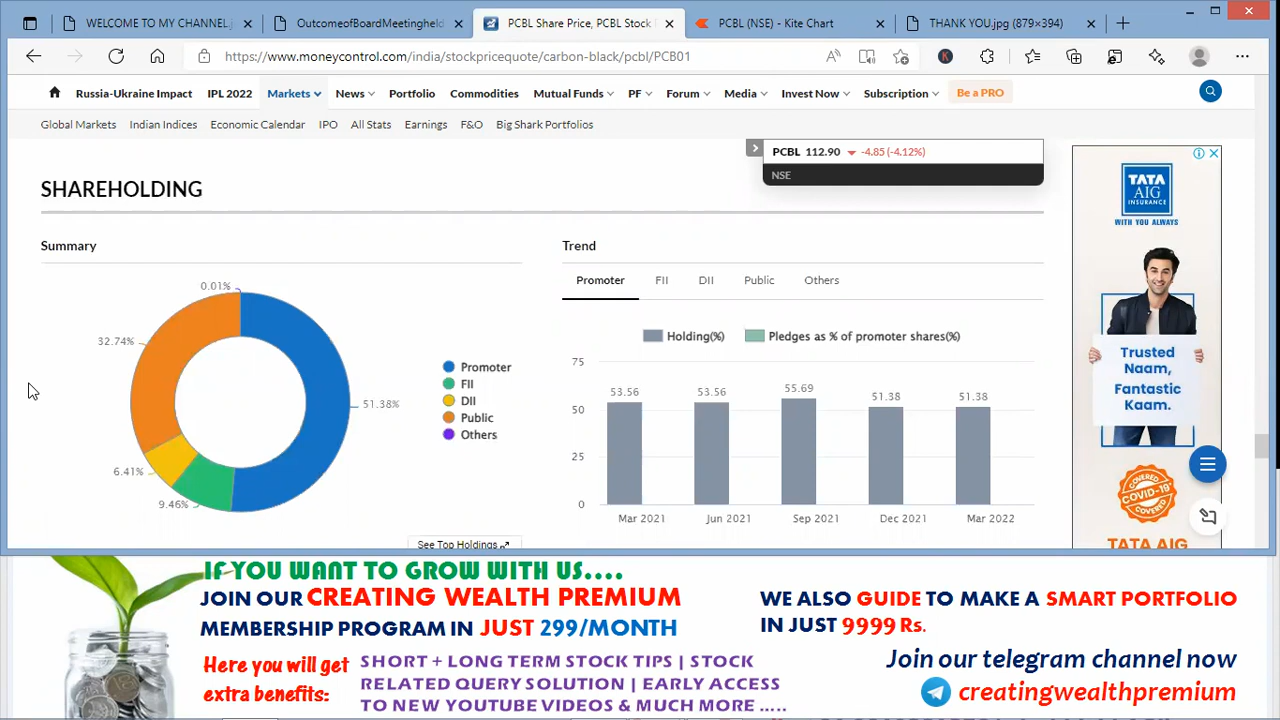 WELCOME TO MY CHANNEL.j
OutcomeofBoardMeetingheld
PCBL Share Price, PCBL Stock
PCBL (NSE) - Kite Chart
THANK YOU.jpg (879×394)
https://www.moneycontrol.com/india/stockpricequote/carbon-black/pcbl/PCB01
Russia-Ukraine Impact
IPL 2022
Markets
News
Portfolio
Commodities
Mutual Funds
PF
Forum
Media
Invest Now
Subscription
Be a PRO
Global Markets
Indian Indices
Economic Calendar
IPO
All Stats
Earnings
F&O
Big Shark Portfolios
PCBL 112.90 -4.85 (-4.12%)
NSE
SHAREHOLDING
Summary
0.01%
32.74%
51.38%
6.41%
9.46%
Promoter
FII
DII
Public
Others
See Top Holdings
Trend
Promoter
FII
DII
Public
Others
Holding(%)
Pledges as % of promoter shares(%)
75
50
25
0
53.56
53.56
55.69
51.38
51.38
Mar 2021
Jun 2021
Sep 2021
Dec 2021
Mar 2022
TATA
AIG
INSURANCE
WITH YOU ALWAYS
Trusted
Naam,
Fantastic
Kaam.
COVERED
COVID-19*
COVERED
TATA AIG
IF YOU WANT TO GROW WITH US....
JOIN OUR CREATING WEALTH PREMIUM
MEMBERSHIP PROGRAM IN JUST 299/MONTH
Here you will get
extra benefits:
SHORT + LONG TERM STOCK TIPS | STOCK
RELATED QUERY SOLUTION | EARLY ACCESS
TO NEW YOUTUBE VIDEOS & MUCH MORE .....
WE ALSO GUIDE TO MAKE A SMART PORTFOLIO
IN JUST 9999 Rs.
Join our telegram channel now
creatingwealthpremium